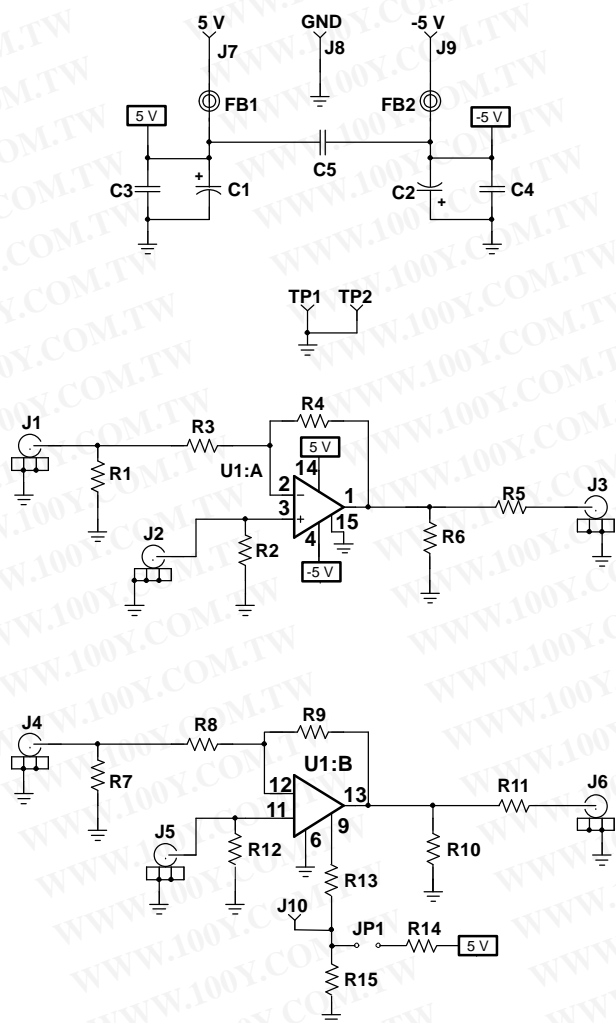 5 V GND -5 V
J7 J8 J9
FB1 FB2
5 V -5 V
C5
C3 + C1 C2 + C4
TP1 TP2
J1 R3 R4
5 V
U1:A 14
R1 2 − 1 R5 J3
3 + 15
J2 R2 4 R6
-5 V
J4 R8 R9
U1:B
R7 12 13 R11 J6
11 9
J5 R12 6 R10
R13
J10 JP1 R14
5 V
R15
WWW.100Y.COM.TW